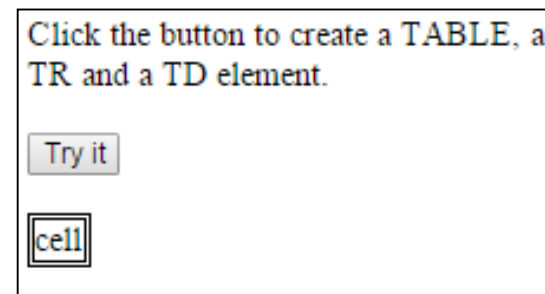 Click the button to create a TABLE, a
TR and a TD element.
Try it
cell